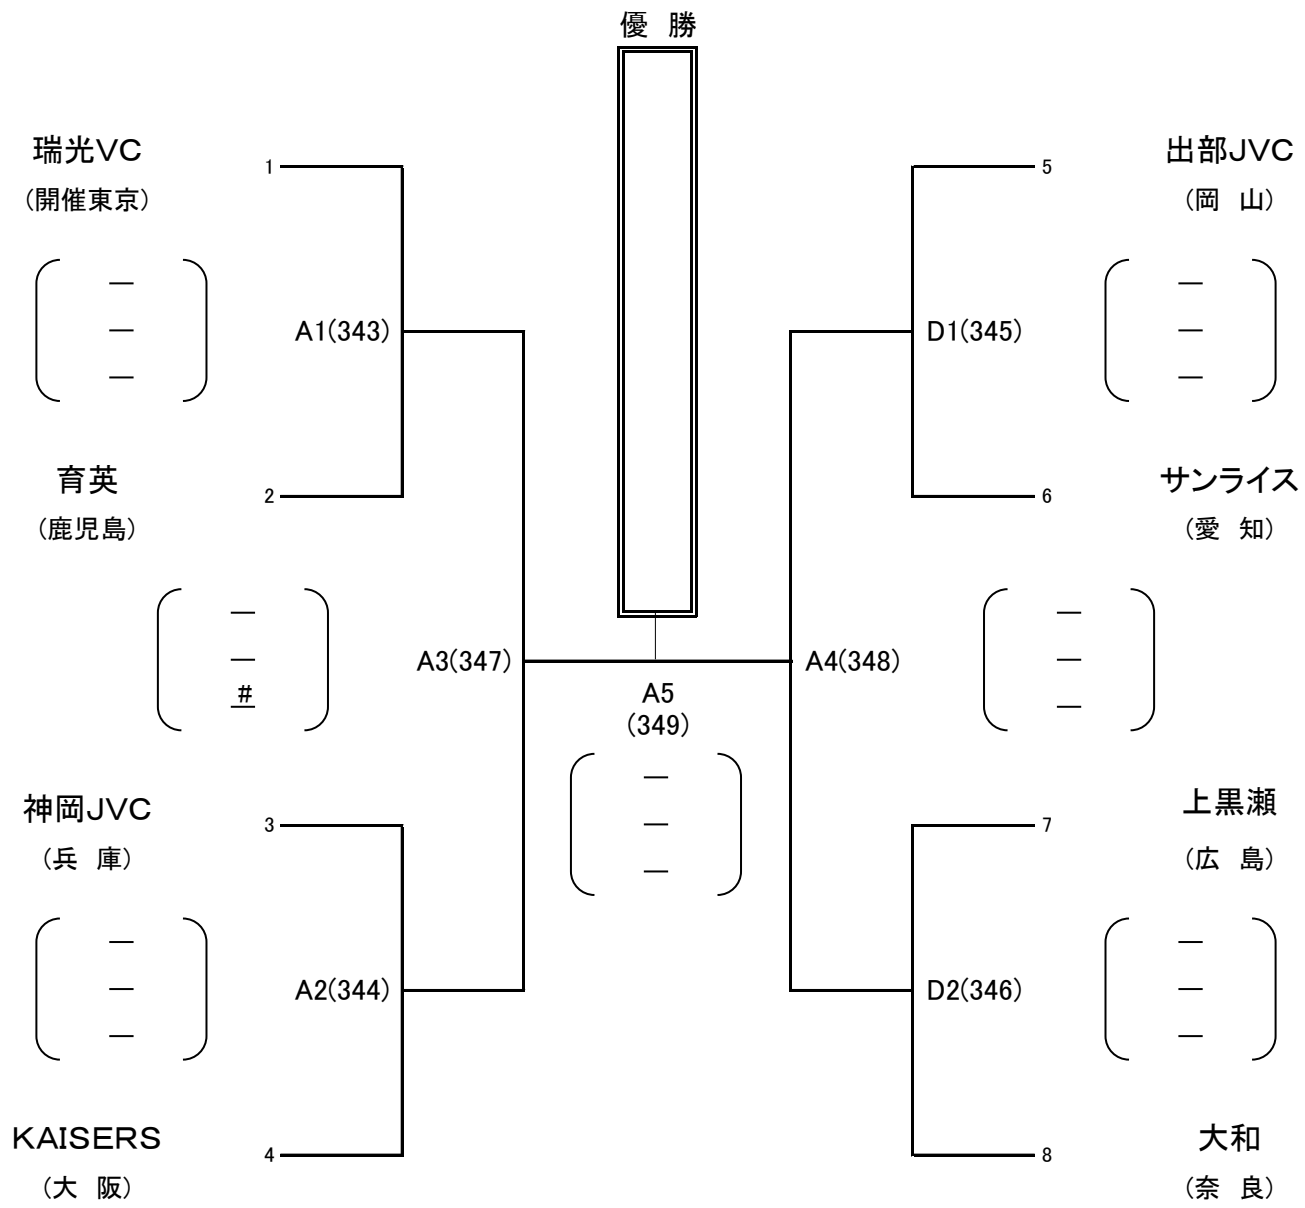 優 勝
瑞光VC
1
(開催東京)
—
—
—
A1(343)
育英
2
(鹿児島)
—
—
#
—
A3(347)
神岡JVC
3
(兵 庫)
—
—
—
A2(344)
KAISERS
4
(大 阪)
A5
(349)
—
—
—
出部JVC
5
(岡 山)
—
—
—
D1(345)
サンライス
6
(愛 知)
—
—
—
A4(348)
上黒瀬
7
(広 島)
—
—
—
D2(346)
大和
8
(奈 良)